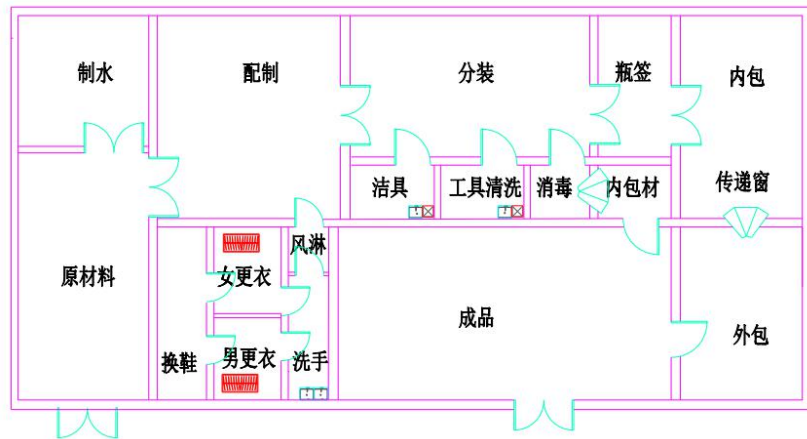 制水
配制
分装
瓶签
内包
洁具
工具清洗
消毒
内包材
传递窗
风淋
原材料
女更衣
成品
换鞋
男更衣
洗手
外包